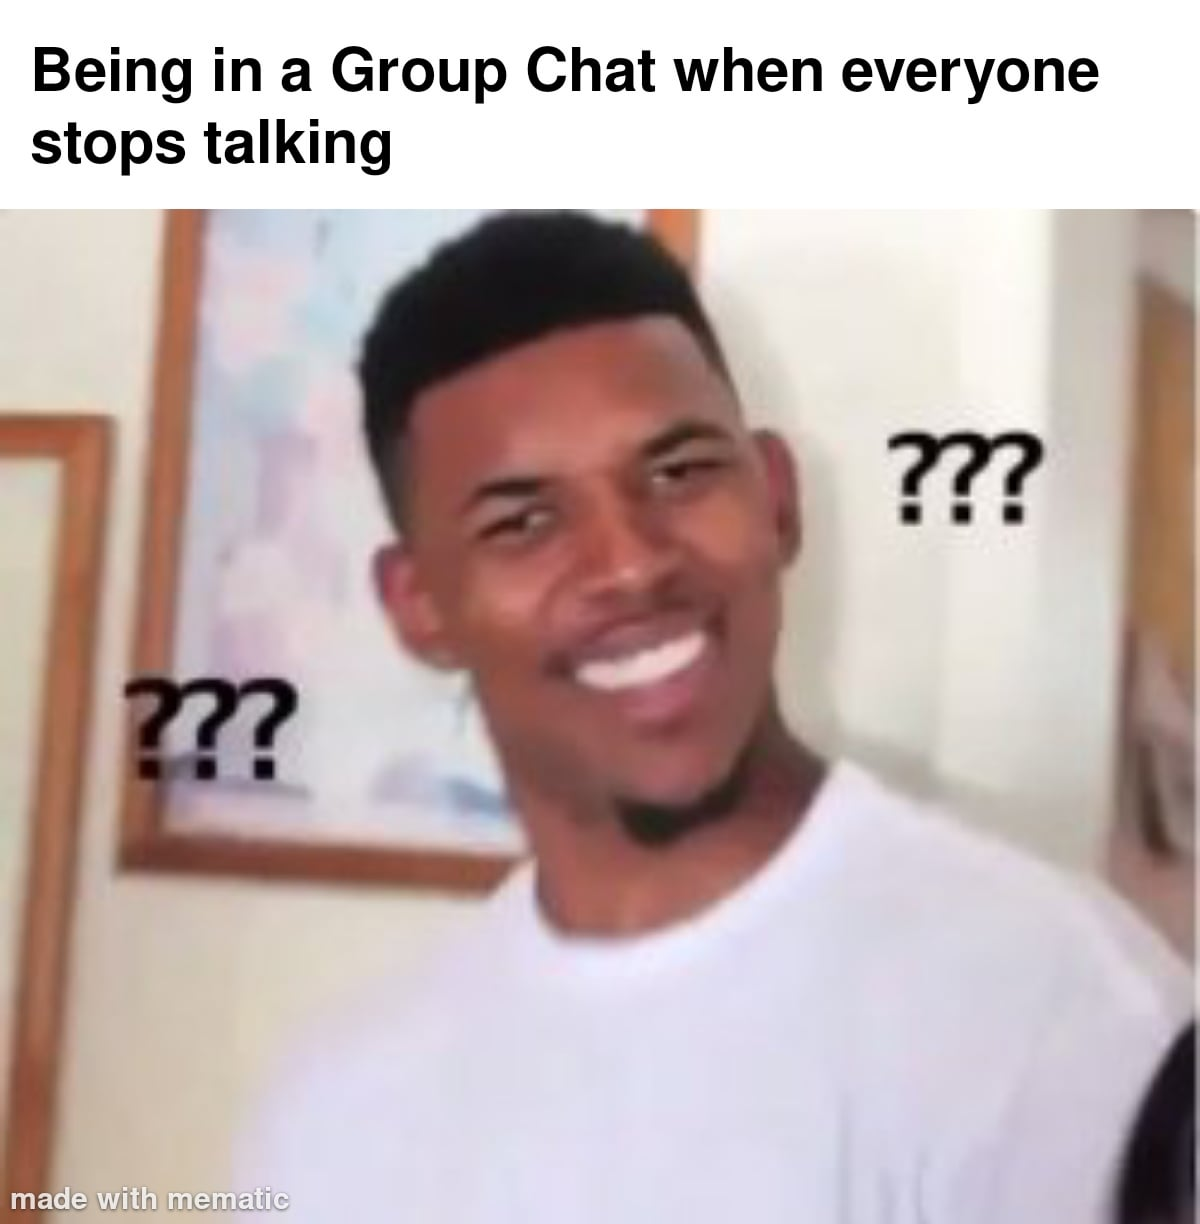 Being in a Group Chat when everyone
stops talking
???
???
made with mematic